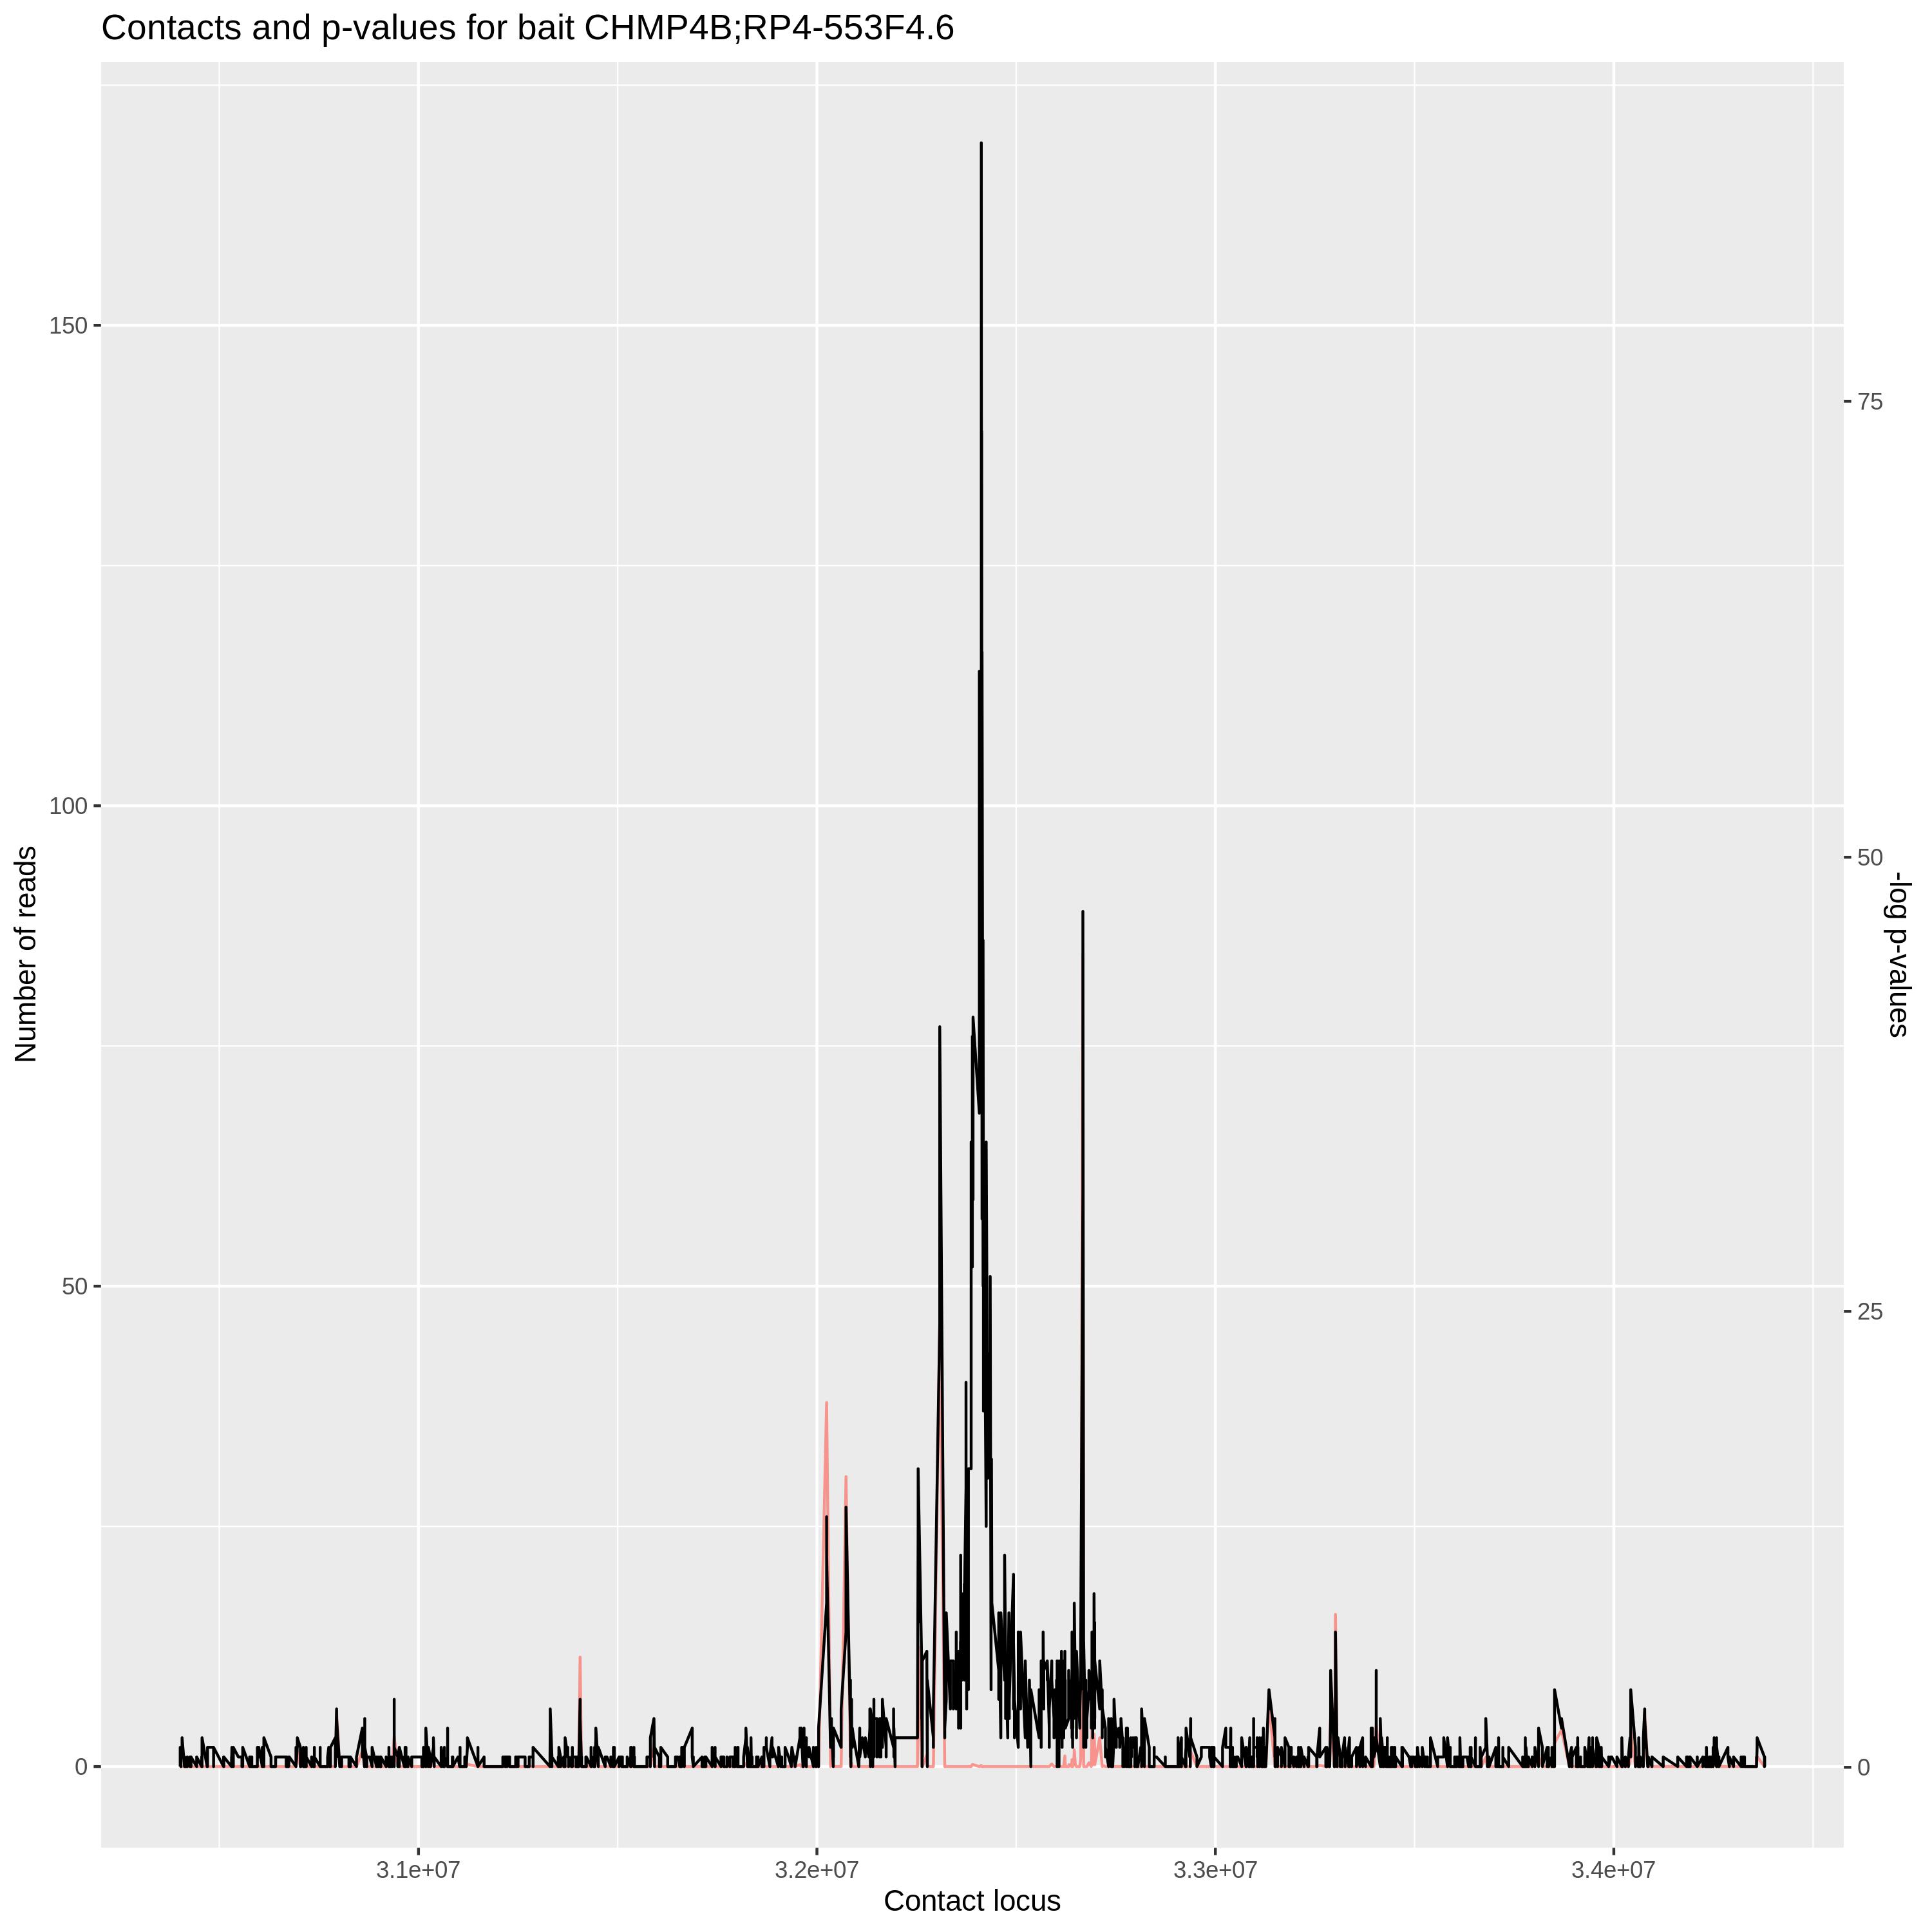 Contacts and p-values for bait CHMP4B;RP4-553F4.6
150
100
50
0
Number of reads
75
50
25
0
-log p-values
3.1e+07
3.2e+07
3.3e+07
3.4e+07
Contact locus